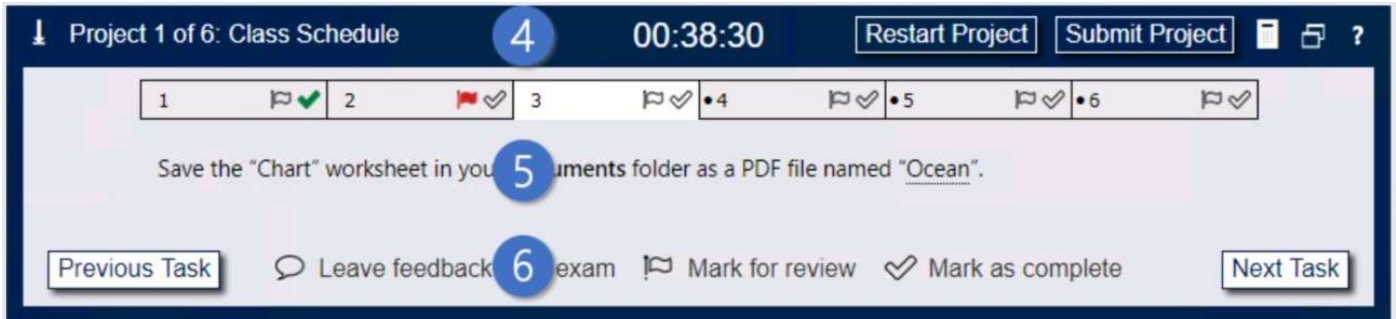 Project 1 of 6: Class Schedule 4 00:38:30 Restart Project Submit Project ?
1 2 3 •4 •5 •6
Save the "Chart" worksheet in you 5 uments folder as a PDF file named "Ocean".
Previous Task Leave feedback 6 exam Mark for review Mark as complete Next Task